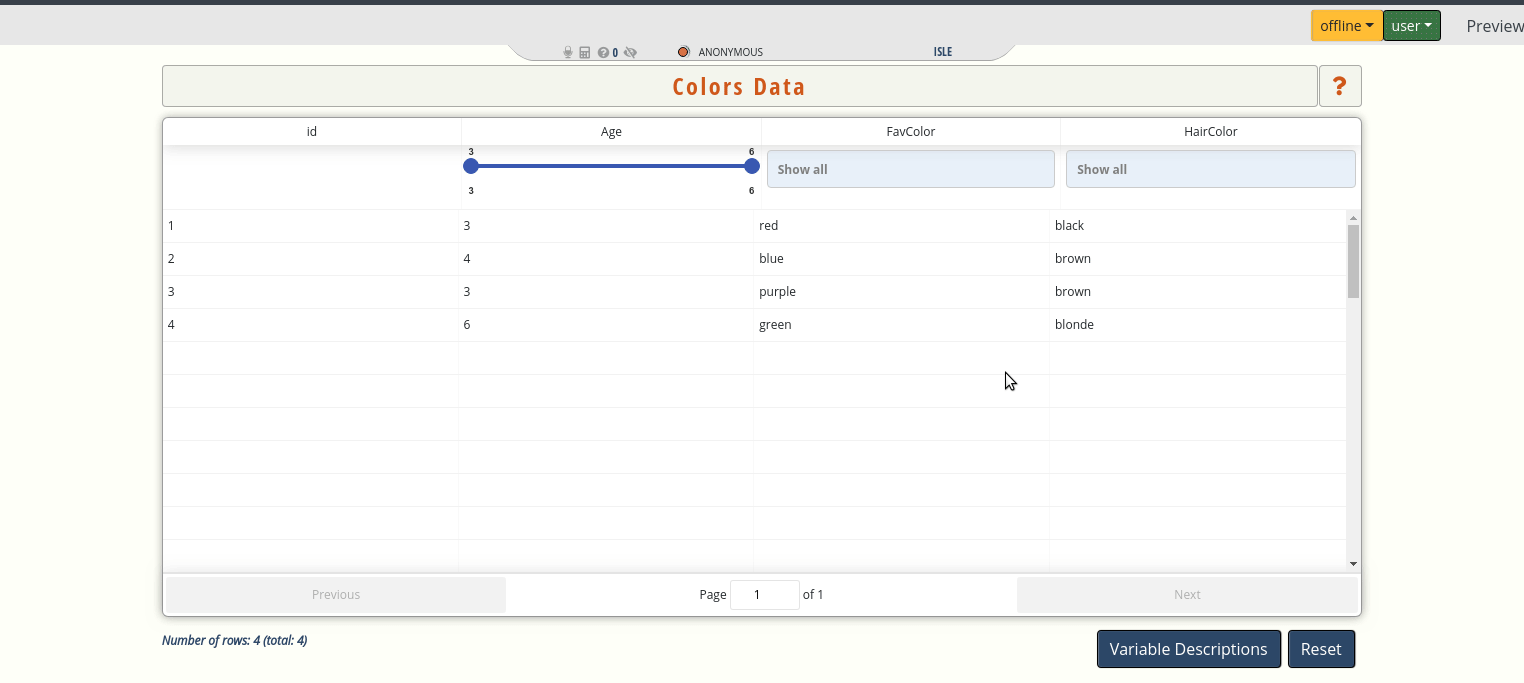 offline user Preview
0 ANONYMOUS ISLE
Colors Data ?
id Age FavColor HairColor
3 6
Show all Show all
3 6
1 3 red black
2 4 blue brown
3 3 purple brown
4 6 green blonde
Previous Page 1 of 1 Next
Number of rows: 4 (total: 4)
Variable Descriptions Reset